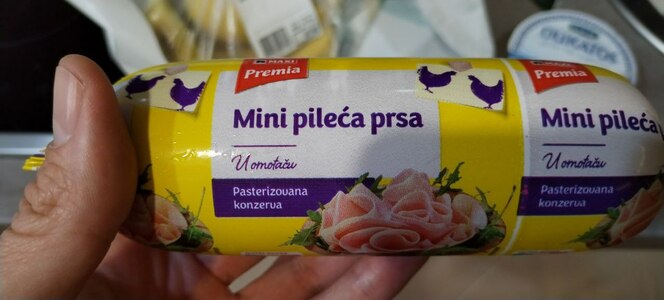 MAXI
Premia
Mini pileća prsa
U omotaču
Pasterizovana
konzerva
MAXI
Premia
Mini pileća
U omotaču
Pasterizovana
konzerva